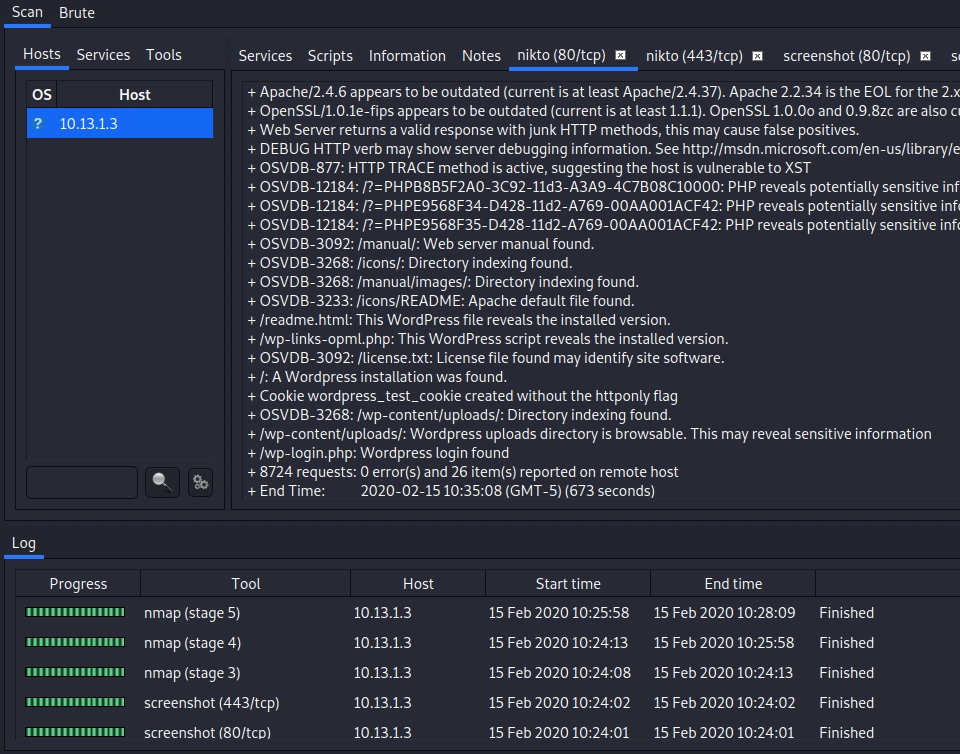 Scan Brute
Hosts Services Tools
Services Scripts Information Notes nikto (80/tcp) nikto (443/tcp) screenshot (80/tcp)
OS Host
? 10.13.1.3
+ Apache/2.4.6 appears to be outdated (current is at least Apache/2.4.37). Apache 2.2.34 is the EOL for the 2.x
+ OpenSSL/1.0.1e-fips appears to be outdated (current is at least 1.1.1). OpenSSL 1.0.0o and 0.9.8zc are also cu
+ Web Server returns a valid response with junk HTTP methods, this may cause false positives.
+ DEBUG HTTP verb may show server debugging information. See http://msdn.microsoft.com/en-us/library/e
+ OSVDB-877: HTTP TRACE method is active, suggesting the host is vulnerable to XST
+ OSVDB-12184: /?=PHPB8B5F2A0-3C92-11d3-A3A9-4C7B08C10000: PHP reveals potentially sensitive inf
+ OSVDB-12184: /?=PHPE9568F34-D428-11d2-A769-00AA001ACF42: PHP reveals potentially sensitive info
+ OSVDB-12184: /?=PHPE9568F35-D428-11d2-A769-00AA001ACF42: PHP reveals potentially sensitive info
+ OSVDB-3092: /manual/: Web server manual found.
+ OSVDB-3268: /icons/: Directory indexing found.
+ OSVDB-3268: /manual/images/: Directory indexing found.
+ OSVDB-3233: /icons/README: Apache default file found.
+ /readme.html: This WordPress file reveals the installed version.
+ /wp-links-opml.php: This WordPress script reveals the installed version.
+ OSVDB-3092: /license.txt: License file found may identify site software.
+ /: A Wordpress installation was found.
+ Cookie wordpress_test_cookie created without the httponly flag
+ OSVDB-3268: /wp-content/uploads/: Directory indexing found.
+ /wp-content/uploads/: Wordpress uploads directory is browsable. This may reveal sensitive information
+ /wp-login.php: Wordpress login found
+ 8724 requests: 0 error(s) and 26 item(s) reported on remote host
+ End Time: 2020-02-15 10:35:08 (GMT-5) (673 seconds)
Log
Progress Tool Host Start time End time
nmap (stage 5) 10.13.1.3 15 Feb 2020 10:25:58 15 Feb 2020 10:28:09 Finished
nmap (stage 4) 10.13.1.3 15 Feb 2020 10:24:13 15 Feb 2020 10:25:58 Finished
nmap (stage 3) 10.13.1.3 15 Feb 2020 10:24:08 15 Feb 2020 10:24:13 Finished
screenshot (443/tcp) 10.13.1.3 15 Feb 2020 10:24:02 15 Feb 2020 10:24:02 Finished
screenshot (80/tcp) 10.13.1.3 15 Feb 2020 10:24:01 15 Feb 2020 10:24:01 Finished